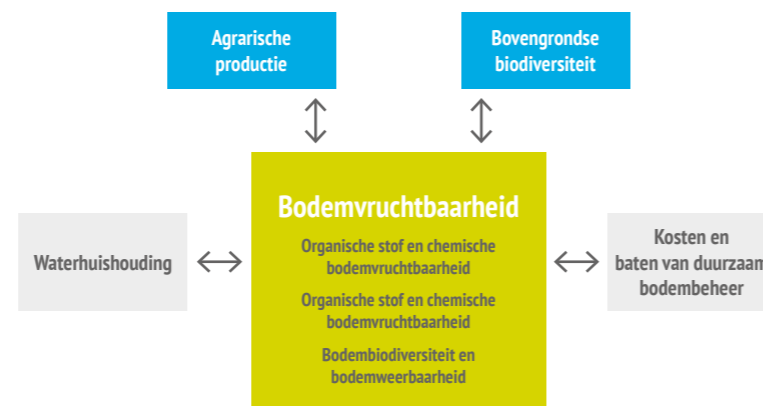 Agrarische
productie
Bovengrondse
biodiversiteit
Bodemvruchtbaarheid
Organische stof en chemische
bodemvruchtbaarheid
Organische stof en chemische
bodemvruchtbaarheid
Bodembiodiversiteit en
bodemweerbaarheid
Waterhuishouding
Kosten en
baten van duurzaam
bodembeheer